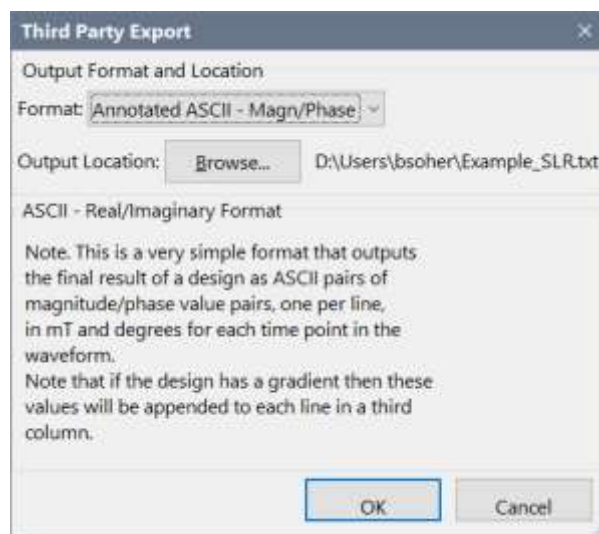 Third Party Export
Output Format and Location
Format: Annotated ASCII - Magn/Phase
Output Location: Browse... D:\Users\bsoher\Example_SLR.txt
ASCII - Real/Imaginary Format
Note. This is a very simple format that outputs
the final result of a design as ASCII pairs of
magnitude/phase value pairs, one per line,
in mT and degrees for each time point in the
waveform.
Note that if the design has a gradient then these
values will be appended to each line in a third
column.
OK Cancel